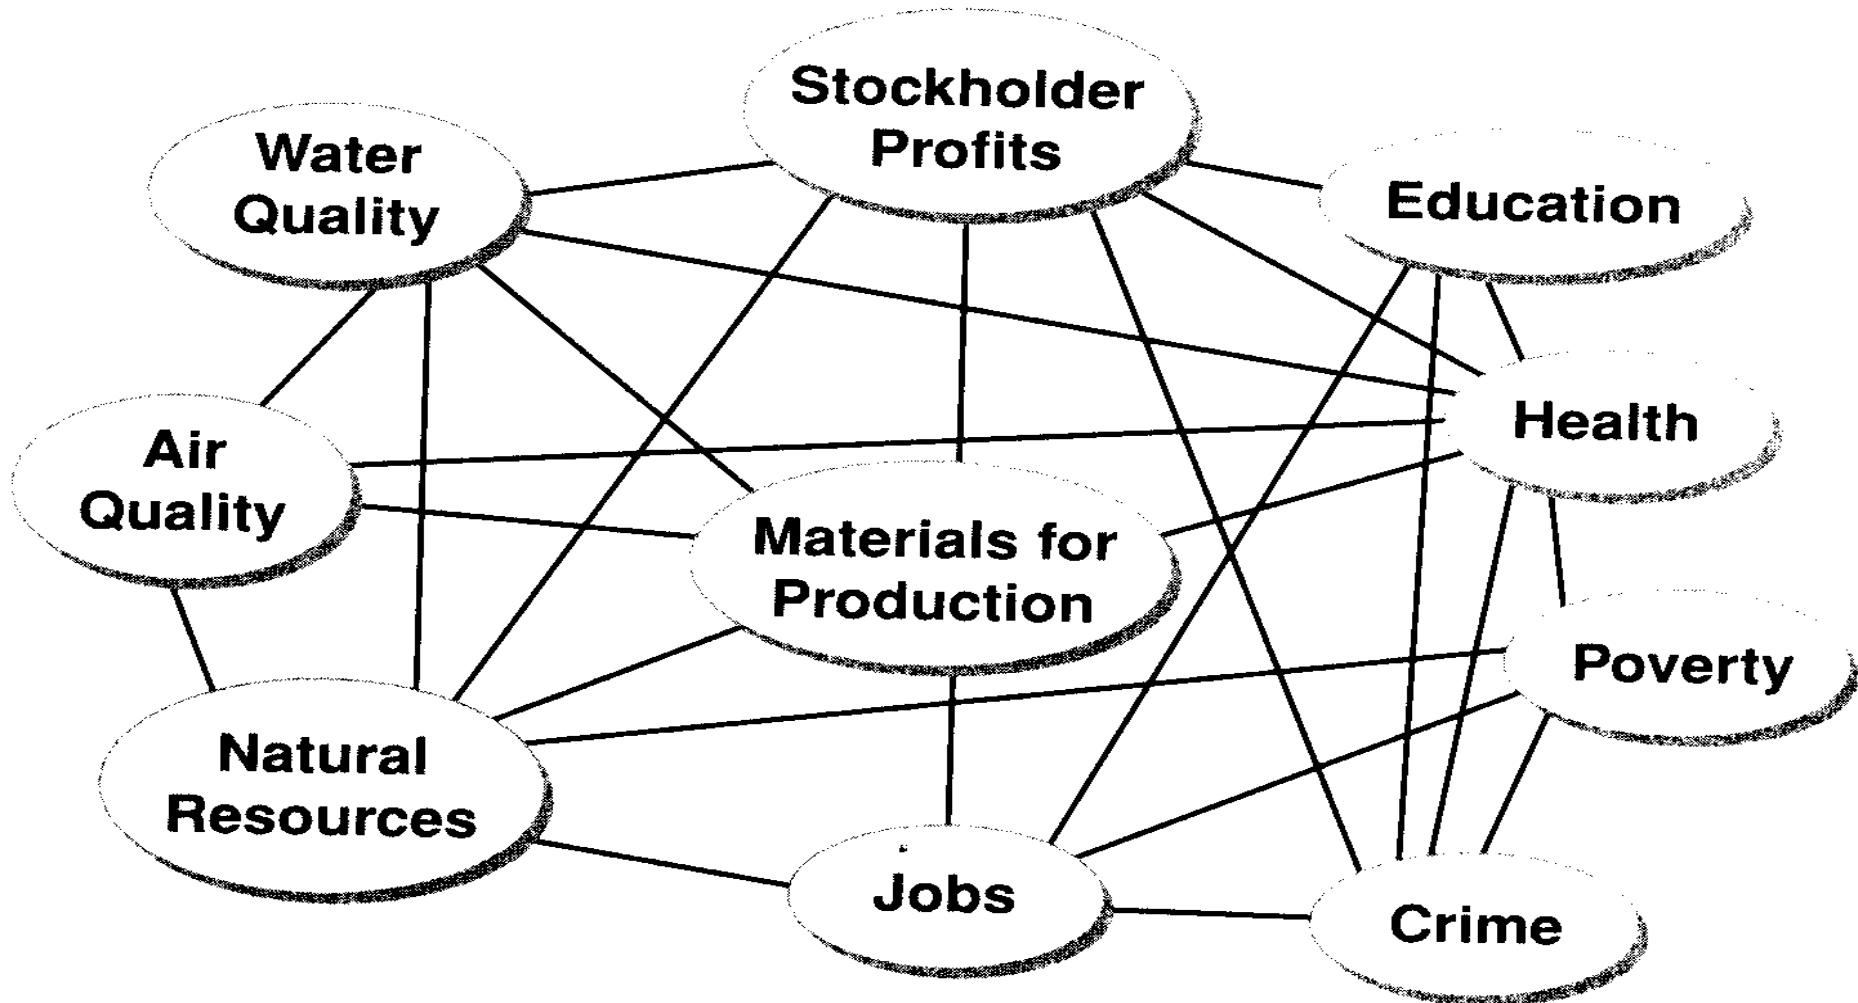 Stockholder
Profits
Water
Quality
Education
Health
Air
Quality
Materials for
Production
Poverty
Natural
Resources
Jobs
Crime